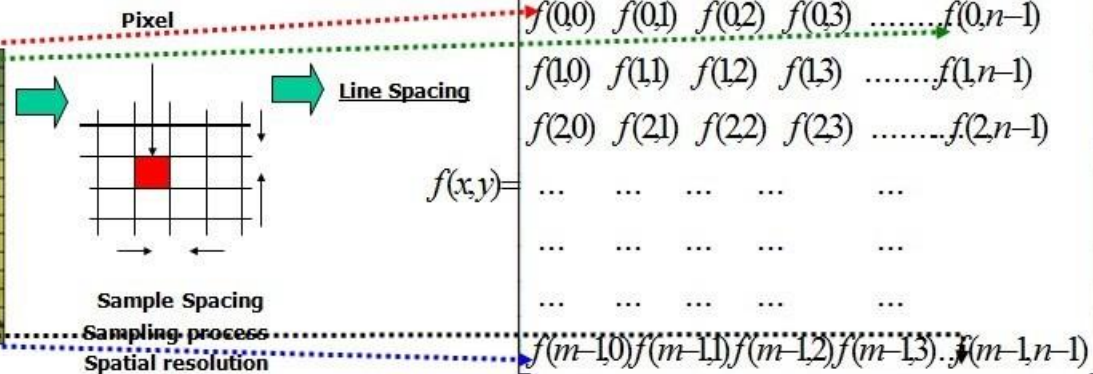 Pixel
Line Spacing
Sample Spacing
Sampling process
Spatial resolution
f(x,y)=
f(0,0) f(0,1) f(0,2) f(0,3) ........f(0,n−1)
f(1,0) f(1,1) f(1,2) f(1,3) ........f(1,n−1)
f(2,0) f(2,1) f(2,2) f(2,3) ........f(2,n−1)
... ... ... ... ...
... ... ... ... ...
... ... ... ... ...
f(m−1,0) f(m−1,1) f(m−1,2) f(m−1,3)..f(m−1,n−1)